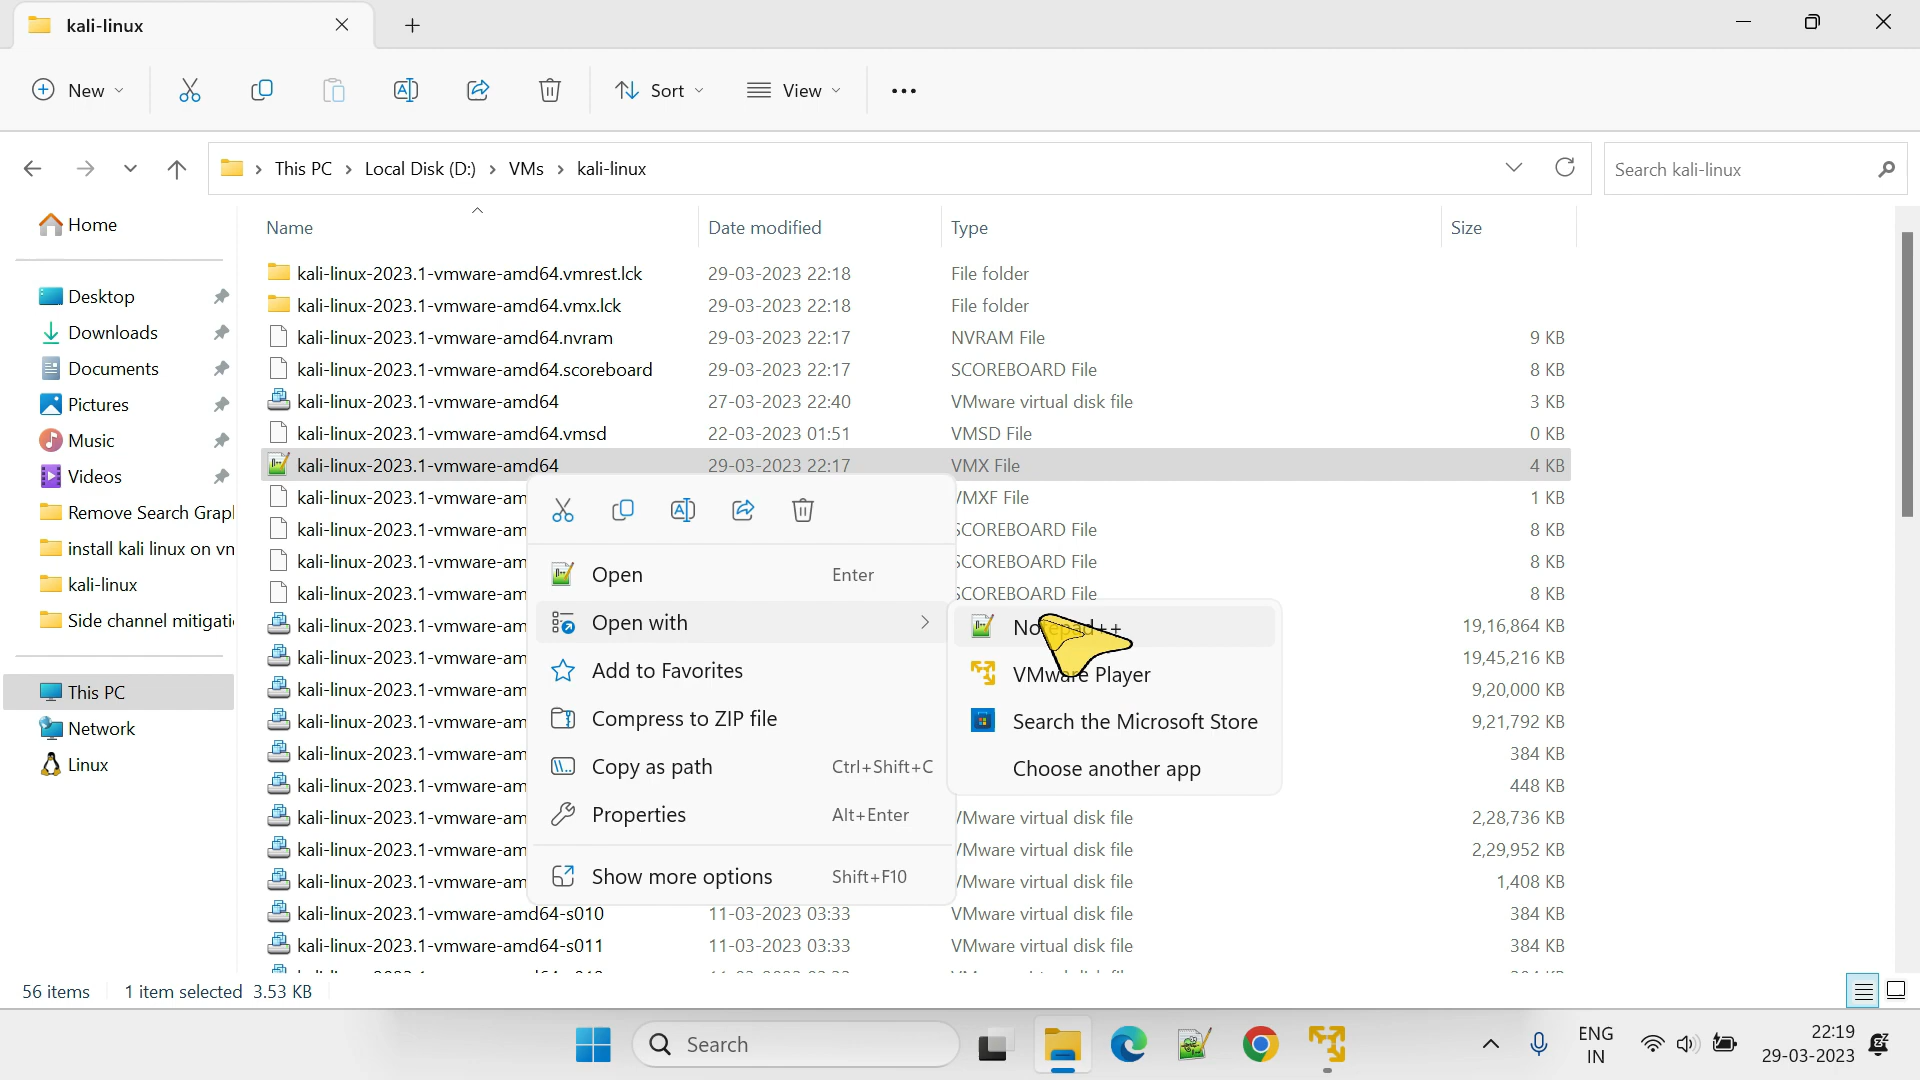 kali-linux
New
Sort
View
This PC > Local Disk (D:) > VMs > kali-linux
Search kali-linux
Home
Desktop
Downloads
Documents
Pictures
Music
Videos
Remove Search Grapl
install kali linux on vn
kali-linux
Side channel mitigati
This PC
Network
Linux
Name Date modified Type Size
kali-linux-2023.1-vmware-amd64.vmrest.lck 29-03-2023 22:18 File folder
kali-linux-2023.1-vmware-amd64.vmx.lck 29-03-2023 22:18 File folder
kali-linux-2023.1-vmware-amd64.nvram 29-03-2023 22:17 NVRAM File 9 KB
kali-linux-2023.1-vmware-amd64.scoreboard 29-03-2023 22:17 SCOREBOARD File 8 KB
kali-linux-2023.1-vmware-amd64 27-03-2023 22:40 VMware virtual disk file 3 KB
kali-linux-2023.1-vmware-amd64.vmsd 22-03-2023 01:51 VMSD File 0 KB
kali-linux-2023.1-vmware-amd64 29-03-2023 22:17 VMX File 4 KB
kali-linux-2023.1-vmware-am VMXF File 1 KB
kali-linux-2023.1-vmware-am SCOREBOARD File 8 KB
kali-linux-2023.1-vmware-am SCOREBOARD File 8 KB
kali-linux-2023.1-vmware-am SCOREBOARD File 8 KB
kali-linux-2023.1-vmware-am 19,16,864 KB
kali-linux-2023.1-vmware-am 19,45,216 KB
kali-linux-2023.1-vmware-am 9,20,000 KB
kali-linux-2023.1-vmware-am 9,21,792 KB
kali-linux-2023.1-vmware-am 384 KB
kali-linux-2023.1-vmware-am 448 KB
kali-linux-2023.1-vmware-am VMware virtual disk file 2,28,736 KB
kali-linux-2023.1-vmware-am VMware virtual disk file 2,29,952 KB
kali-linux-2023.1-vmware-am VMware virtual disk file 1,408 KB
kali-linux-2023.1-vmware-amd64-s010 11-03-2023 03:33 VMware virtual disk file 384 KB
kali-linux-2023.1-vmware-amd64-s011 11-03-2023 03:33 VMware virtual disk file 384 KB
Open Enter
Open with
Add to Favorites
Compress to ZIP file
Copy as path Ctrl+Shift+C
Properties Alt+Enter
Show more options Shift+F10
Notepad++
VMware Player
Search the Microsoft Store
Choose another app
56 items 1 item selected 3.53 KB
Search
ENG
IN
22:19
29-03-2023